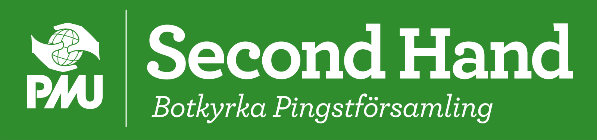 PMU
Second Hand
Botkyrka Pingstförsamling